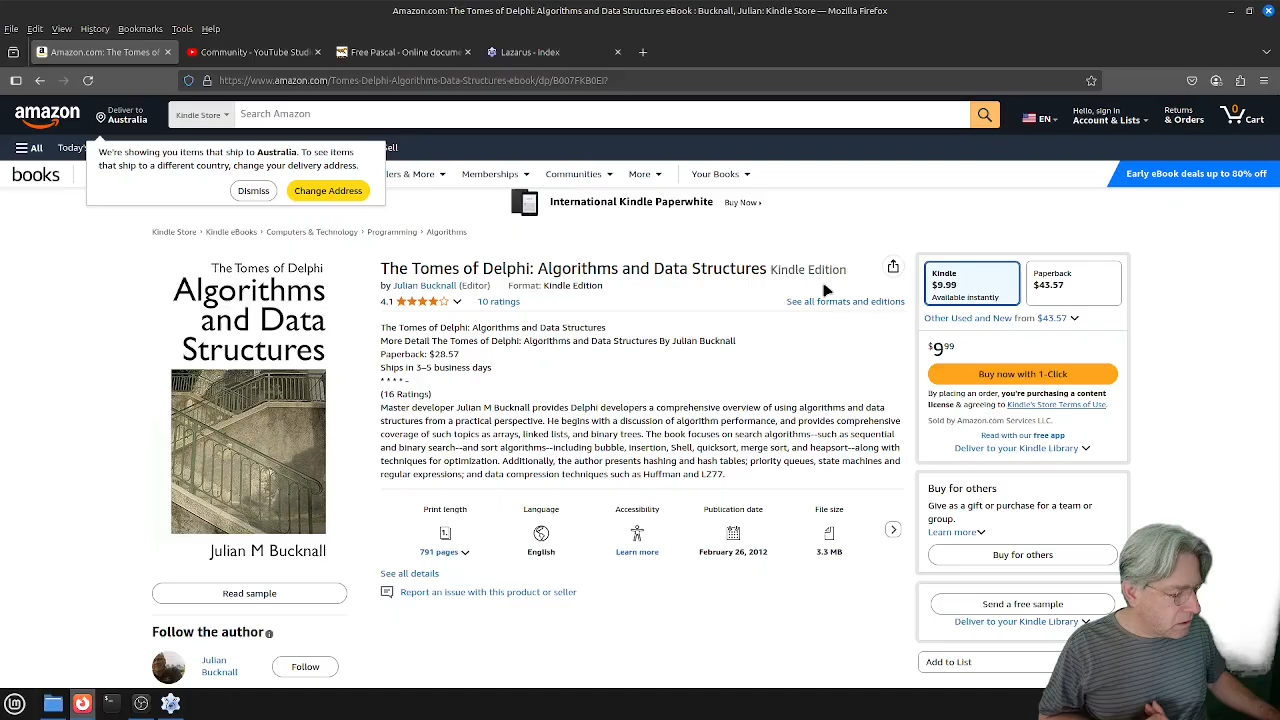 Amazon.com: The Tomes of Delphi: Algorithms and Data Structures eBook : Bucknall, Julian: Kindle Store — Mozilla Firefox
File Edit View History Bookmarks Tools Help
Amazon.com: The Tomes of
Community - YouTube Studi
Free Pascal - Online docume
Lazarus - Index
https://www.amazon.com/Tomes-Delphi-Algorithms-Data-Structures-ebook/dp/B007FKB0EI?
amazon
Deliver to
Australia
Kindle Store
Search Amazon
EN
Hello, sign in
Account & Lists
Returns
& Orders
0
Cart
All
Today's
ell
We're showing you items that ship to Australia. To see items
that ship to a different country, change your delivery address.
Dismiss
Change Address
books
lers & More
Memberships
Communities
More
Your Books
Early eBook deals up to 80% off
International Kindle Paperwhite Buy Now ›
Kindle Store › Kindle eBooks › Computers & Technology › Programming › Algorithms
The Tomes of Delphi
Algorithms
and Data
Structures
Julian M Bucknall
Read sample
Follow the author
Julian
Bucknall
Follow
The Tomes of Delphi: Algorithms and Data Structures Kindle Edition
by Julian Bucknall (Editor) Format: Kindle Edition
4.1 10 ratings
See all formats and editions
The Tomes of Delphi: Algorithms and Data Structures
More Detail The Tomes of Delphi: Algorithms and Data Structures By Julian Bucknall
Paperback: $28.57
Ships in 3–5 business days
* * * * -
(16 Ratings)
Master developer Julian M Bucknall provides Delphi developers a comprehensive overview of using algorithms and data
structures from a practical perspective. He begins with a discussion of algorithm performance, and provides comprehensive
coverage of such topics as arrays, linked lists, and binary trees. The book focuses on search algorithms--such as sequential
and binary search--and sort algorithms--including bubble, insertion, Shell, quicksort, merge sort, and heapsort--along with
techniques for optimization. Additionally, the author presents hashing and hash tables; priority queues, state machines and
regular expressions; and data compression techniques such as Huffman and LZ77.
Print length
791 pages
Language
English
Accessibility
Learn more
Publication date
February 26, 2012
File size
3.3 MB
See all details
Report an issue with this product or seller
Kindle
$9.99
Available instantly
Paperback
$43.57
Other Used and New from $43.57
$9 99
Buy now with 1-Click
By placing an order, you're purchasing a content
license & agreeing to Kindle's Store Terms of Use.
Sold by Amazon.com Services LLC.
Read with our free app
Deliver to your Kindle Library
Buy for others
Give as a gift or purchase for a team or
group.
Learn more
Buy for others
Send a free sample
Deliver to your Kindle Library
Add to List